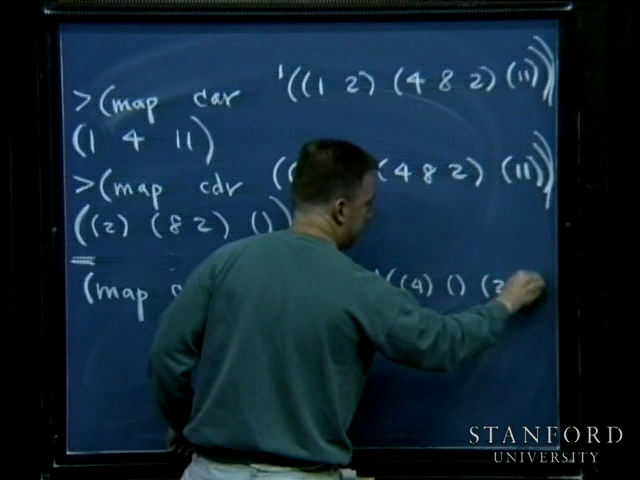 >(map car '((1 2) (4 8 2) (11)))
(1 4 11)
>(map cdr (( (4 8 2) (11)))
((2) (8 2) ())
(map '((4) () (2
STANFORD
UNIVERSITY